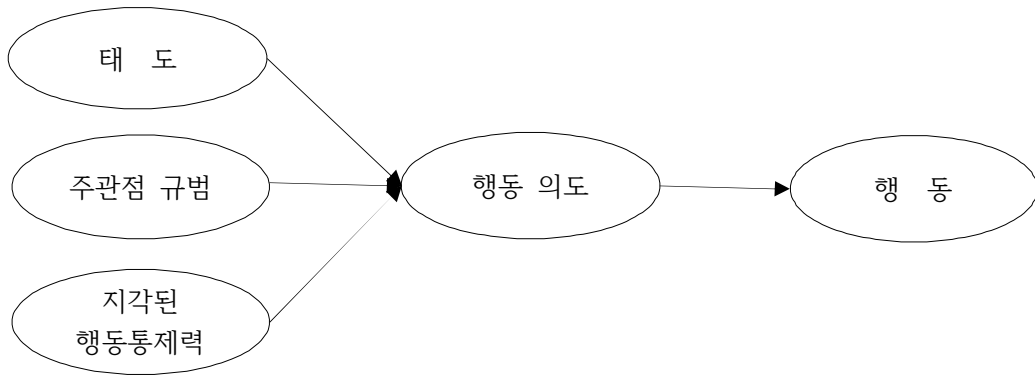 태 도
주관점 규범
행동 의도
행 동
지각된
행동통제력